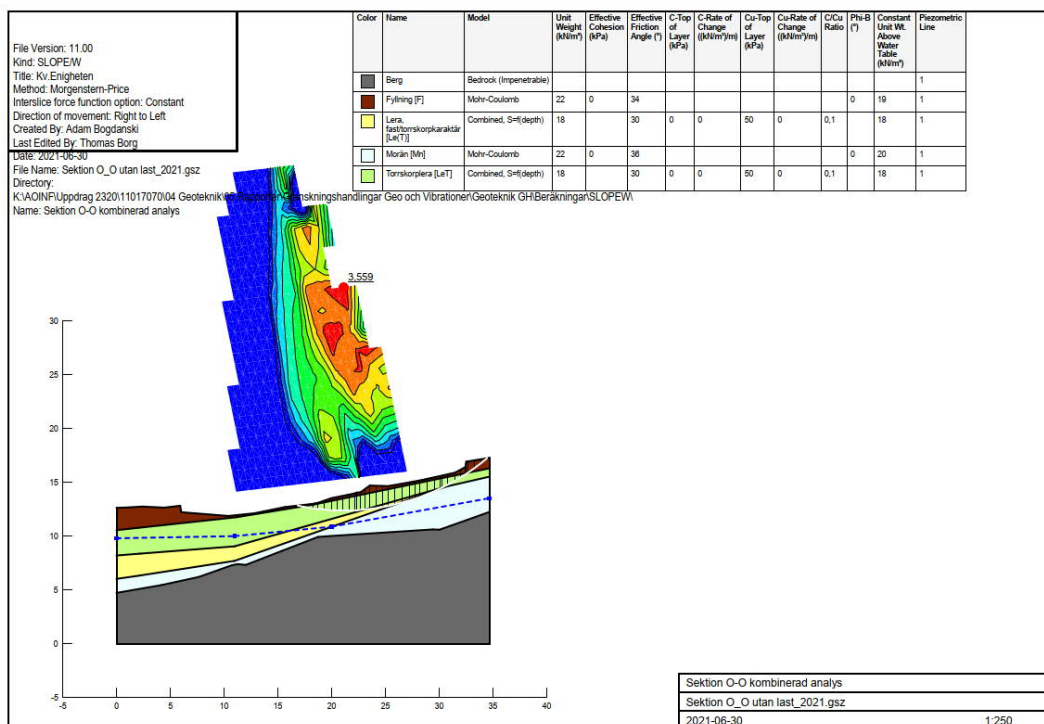 File Version: 11.00
Kind: SLOPE/W
Title: Kv.Enigheten
Method: Morgenstern-Price
Interslice force function option: Constant
Direction of movement: Right to Left
Created By: Adam Bogdanski
Last Edited By: Thomas Borg
Date: 2021-06-30
File Name: Sektion O_O utan last_2021.gsz
Directory:
K:\AO\INF\Uppdrag 2320\11017070\04 Geoteknik\ Geo och Vibrationer\Geoteknik GH\Beräkningar\SLOPEW\
Name: Sektion O-O kombinerad analys
Color Name Model Unit Weight (kN/m³) Effective Cohesion (kPa) Effective Friction Angle (°) C-Top of Layer (kPa) C-Rate of Change ((kN/m²)/m) Cu-Top of Layer (kPa) Cu-Rate of Change ((kN/m²)/m) C/Cu Ratio Phi-B (°) Constant Unit Wt. Above Water Table (kN/m³) Piezometric Line
Berg Bedrock (Impenetrable) 1
Fyllning [F] Mohr-Coulomb 22 0 34 0 19 1
Lera, fast/torrskorpkaraktär [Le(T)] Combined, S=f(depth) 18 30 0 0 50 0 0,1 18 1
Morän [Mn] Mohr-Coulomb 22 0 36 0 20 1
Torrskorplera [LeT] Combined, S=f(depth) 18 30 0 0 50 0 0,1 18 1
3,559
30
25
20
15
10
5
0
-5
-5 0 5 10 15 20 25 30 35 40
Sektion O-O kombinerad analys
Sektion O_O utan last_2021.gsz
2021-06-30 1:250